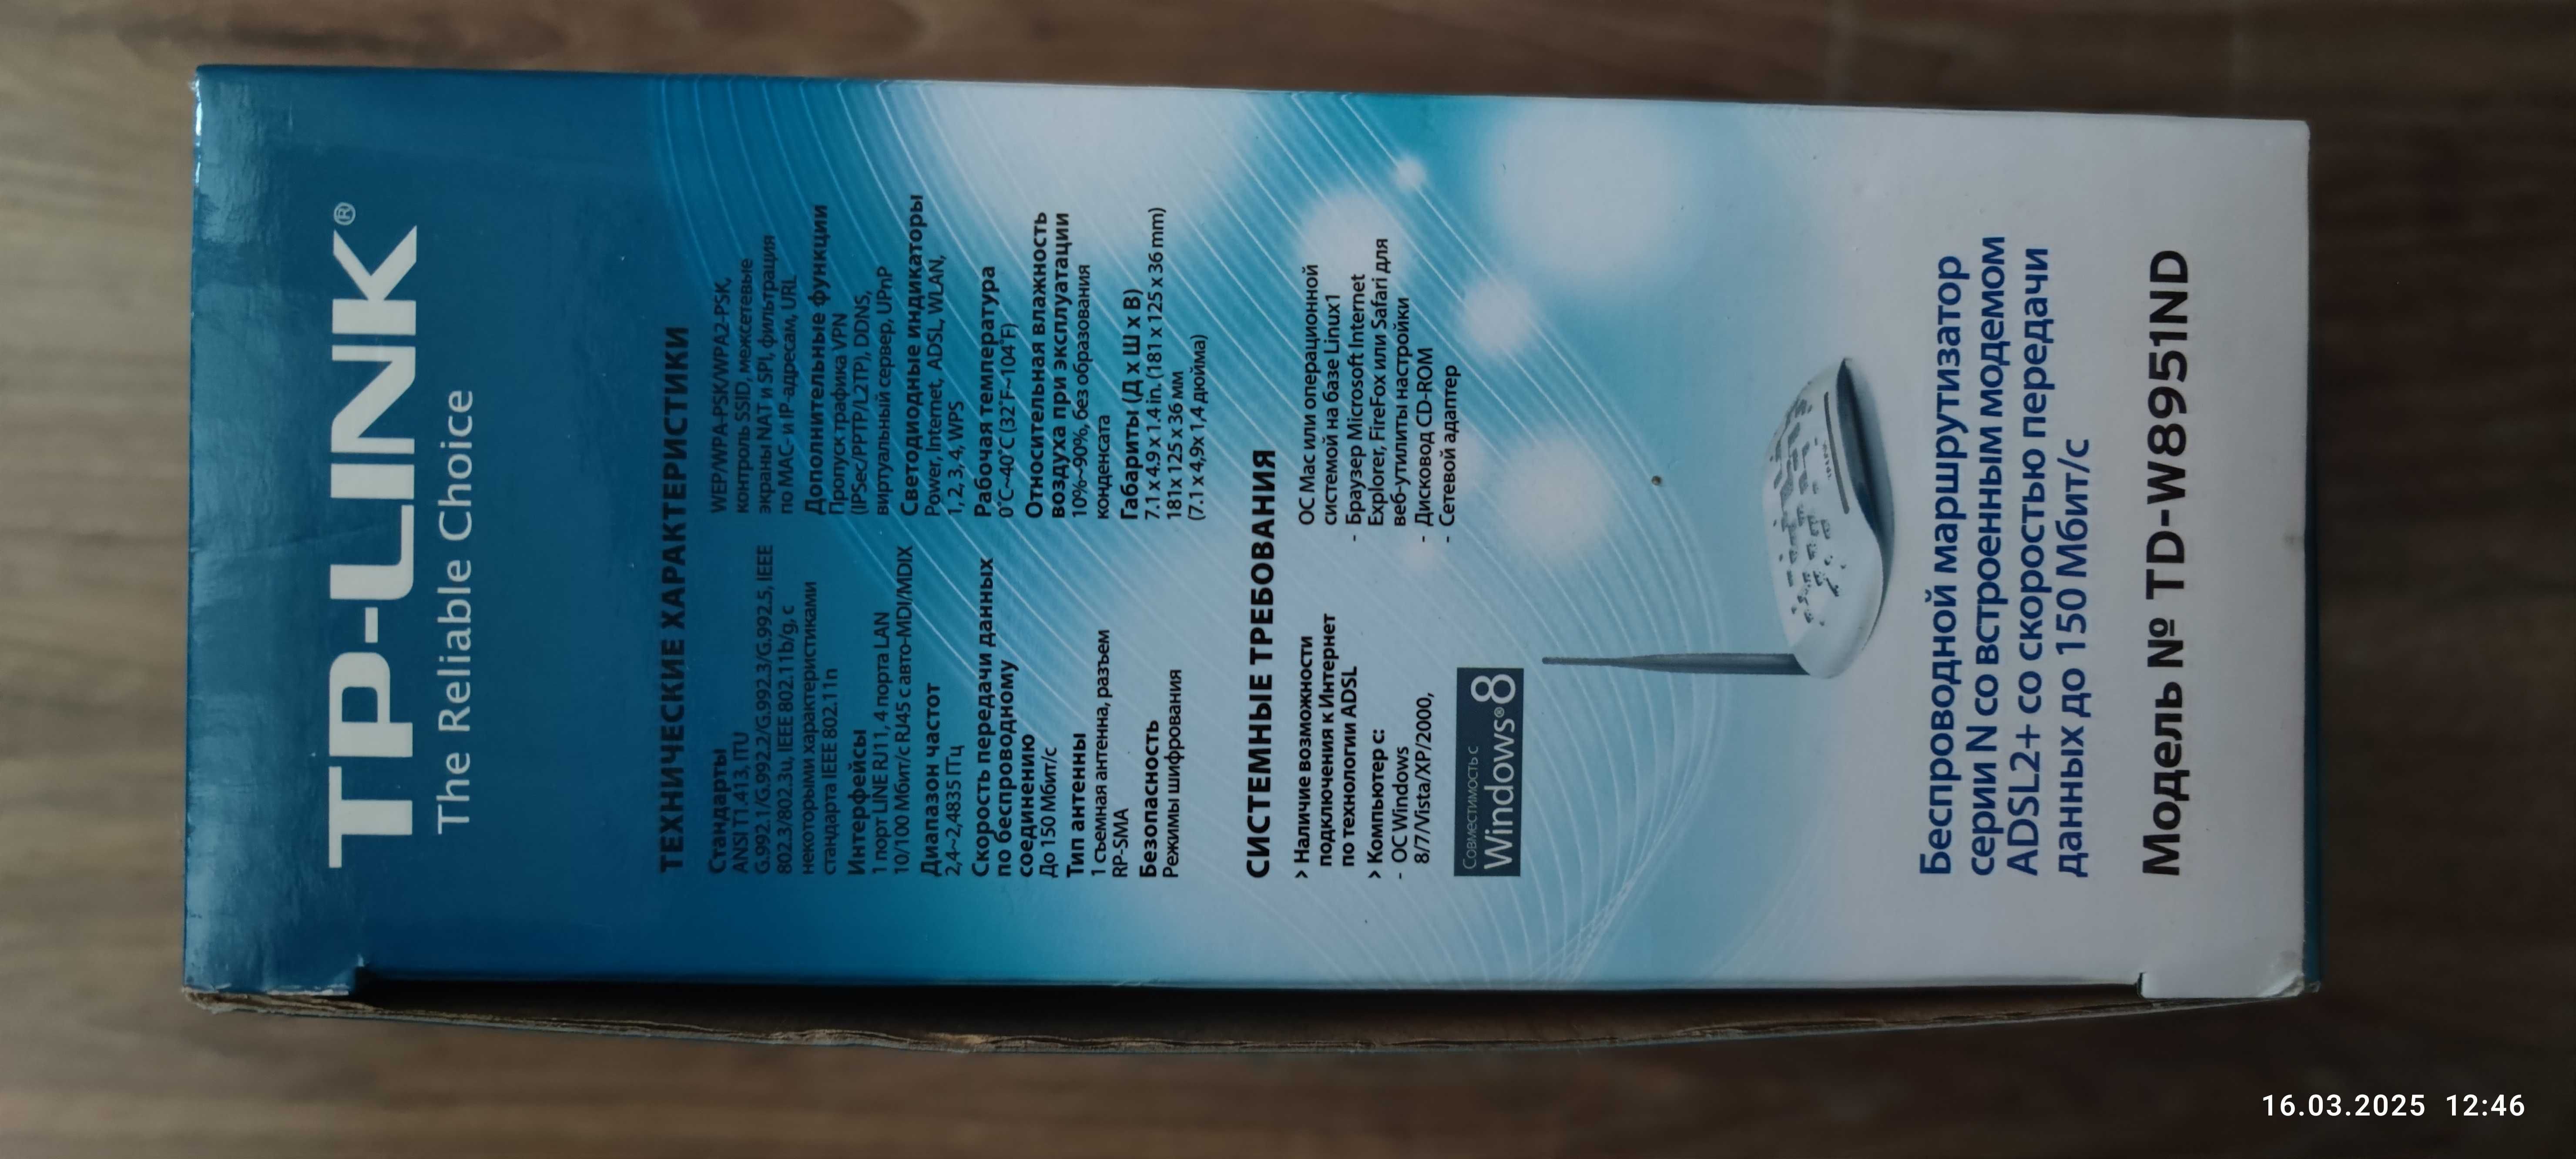 TP-LINK®
The Reliable Choice
ТЕХНИЧЕСКИЕ ХАРАКТЕРИСТИКИ
Стандарты
ANSI T1.413, ITU
G.992.1/G.992.2/G.992.3/G.992.5, IEEE
802.3/802.3u, IEEE 802.11b/g, с
некоторыми характеристиками
стандарта IEEE 802.11n
Интерфейсы
1 порт LINE RJ11, 4 порта LAN
10/100 Мбит/с RJ45 с авто-MDI/MDIX
Диапазон частот
2,4~2,4835 ГГц
Скорость передачи данных
по беспроводному
соединению
До 150 Мбит/с
Тип антенны
1 съемная антенна, разъем
RP-SMA
Безопасность
Режимы шифрования
WEP/WPA-PSK/WPA2-PSK,
контроль SSID, межсетевые
экраны NAT и SPI, фильтрация
по MAC- и IP-адресам, URL
Дополнительные функции
Пропуск трафика VPN
(IPSec/PPTP/L2TP), DDNS,
виртуальный сервер, UPnP
Светодиодные индикаторы
Power, Internet, ADSL, WLAN,
1, 2, 3, 4, WPS
Рабочая температура
0˚C~40˚C (32˚F~104˚F)
Относительная влажность
воздуха при эксплуатации
10%~90%, без образования
конденсата
Габариты (Д x Ш x В)
7.1 x 4.9 x 1.4 in. (181 x 125 x 36 mm)
181x 125 x 36 мм
(7.1 x 4,9x 1,4 дюйма)
СИСТЕМНЫЕ ТРЕБОВАНИЯ
› Наличие возможности
подключения к Интернет
по технологии ADSL
› Компьютер с:
- ОС Windows
8/7/Vista/XP/2000,
ОС Mac или операционной
системой на базе Linux1
- Браузер Microsoft Internet
Explorer, FireFox или Safari для
веб-утилиты настройки
- Дисковод CD-ROM
- Сетевой адаптер
Совместимость с
Windows® 8
Беспроводной маршрутизатор
серии N со встроенным модемом
ADSL2+ со скоростью передачи
данных до 150 Мбит/с
Модель № TD-W8951ND
16.03.2025 12:46